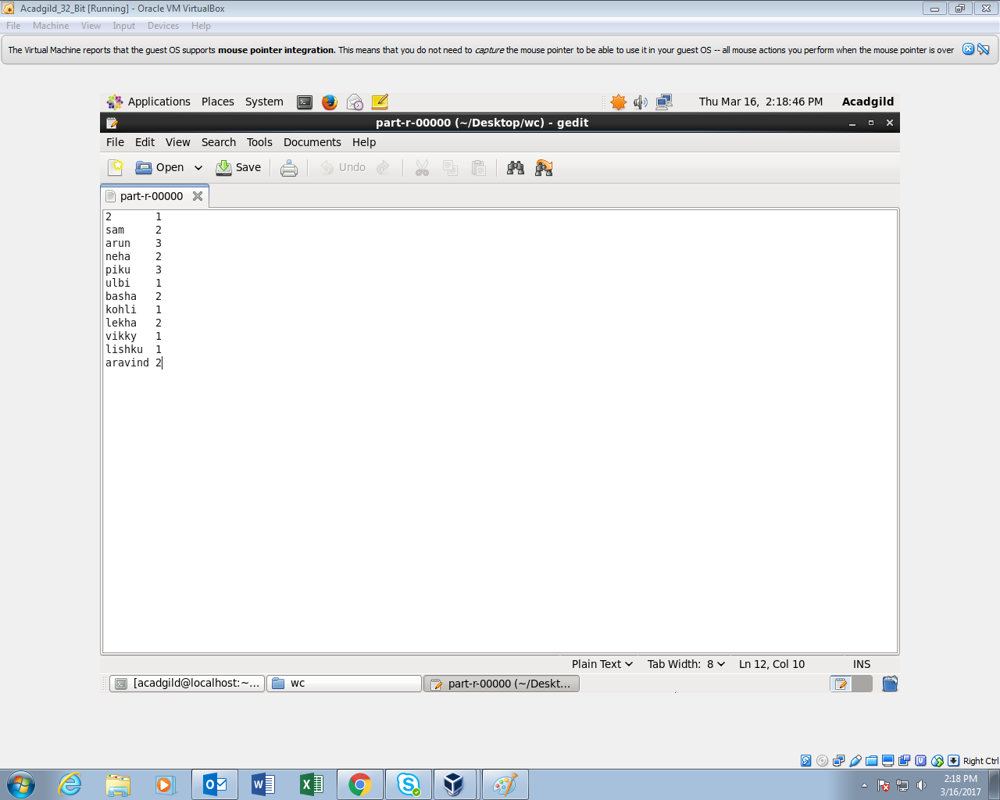 Acadgild_32_Bit [Running] - Oracle VM VirtualBox
File Machine View Input Devices Help
The Virtual Machine reports that the guest OS supports mouse pointer integration. This means that you do not need to capture the mouse pointer to be able to use it in your guest OS -- all mouse actions you perform when the mouse pointer is over
Applications Places System Thu Mar 16, 2:18:46 PM Acadgild
part-r-00000 (~/Desktop/wc) - gedit
File Edit View Search Tools Documents Help
Open Save Undo
part-r-00000
2 1
sam 2
arun 3
neha 2
piku 3
ulbi 1
basha 2
kohli 1
lekha 2
vikky 1
lishku 1
aravind 2
Plain Text Tab Width: 8 Ln 12, Col 10 INS
[acadgild@localhost:~... wc part-r-00000 (~/Deskt...
Right Ctrl
2:18 PM
3/16/2017